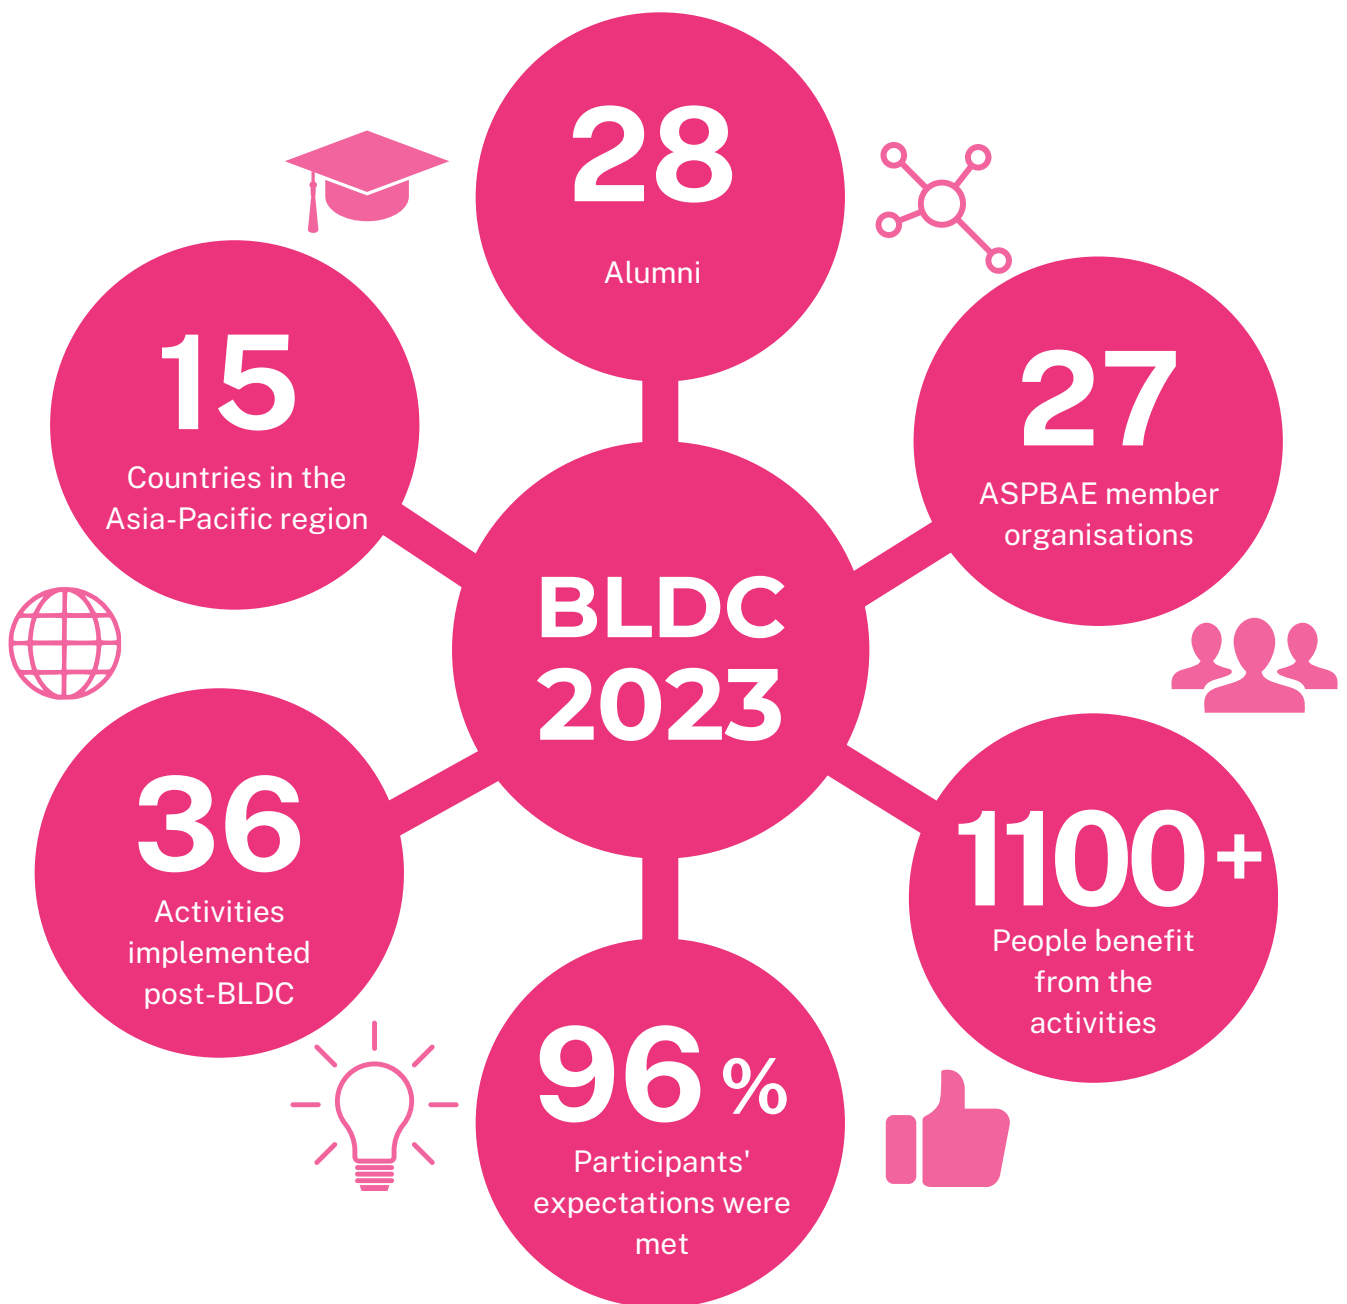 28
Alumni
15
Countries in the
Asia-Pacific region
27
ASPBAE member
organisations
BLDC
2023
36
Activities
implemented
post-BLDC
1100+
People benefit
from the
activities
96 %
Participants'
expectations were
met